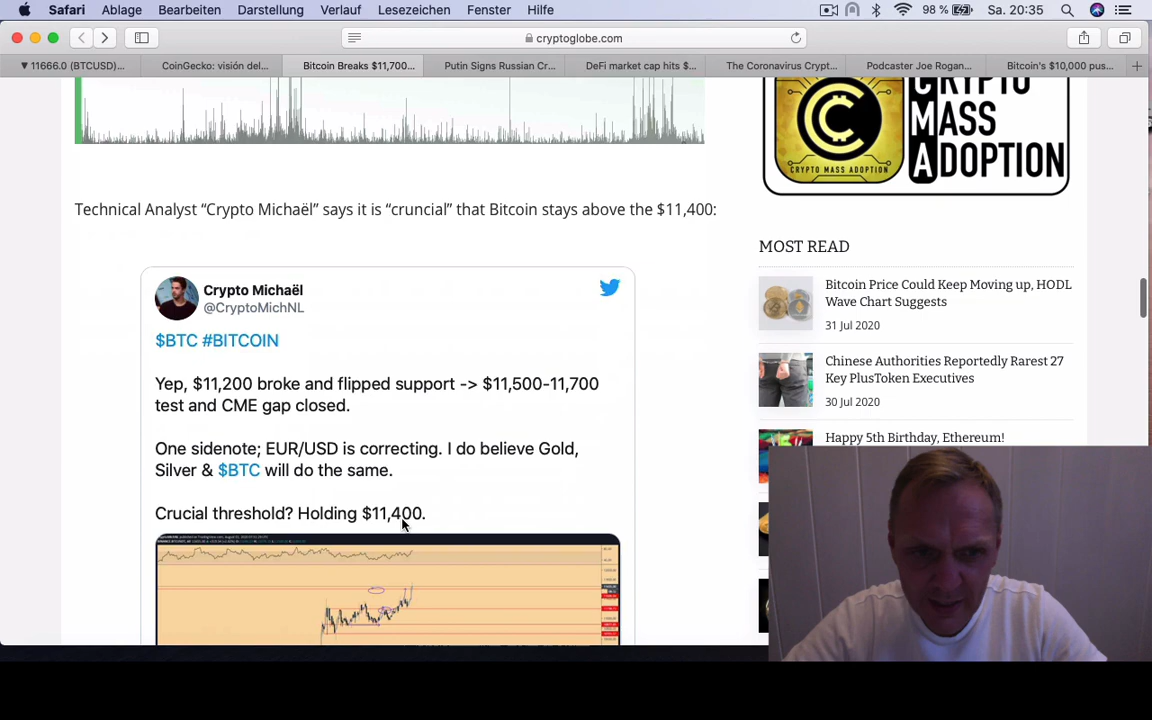 Safari Ablage Bearbeiten Darstellung Verlauf Lesezeichen Fenster Hilfe 98 % Sa. 20:35
cryptoglobe.com
▼11666.0 (BTCUSD)... CoinGecko: visión del... Bitcoin Breaks $11,700... Putin Signs Russian Cr... DeFi market cap hits $... The Coronavirus Crypt... Podcaster Joe Rogan... Bitcoin's $10,000 pus...
CRYPTO
MASS
ADOPTION
CMA
CRYPTO MASS ADOPTION
Technical Analyst “Crypto Michaël” says it is “cruncial” that Bitcoin stays above the $11,400:
Crypto Michaël
@CryptoMichNL
$BTC #BITCOIN
Yep, $11,200 broke and flipped support -> $11,500-11,700
test and CME gap closed.
One sidenote; EUR/USD is correcting. I do believe Gold,
Silver & $BTC will do the same.
Crucial threshold? Holding $11,400.
MOST READ
Bitcoin Price Could Keep Moving up, HODL
Wave Chart Suggests
31 Jul 2020
Chinese Authorities Reportedly Rarest 27
Key PlusToken Executives
30 Jul 2020
Happy 5th Birthday, Ethereum!